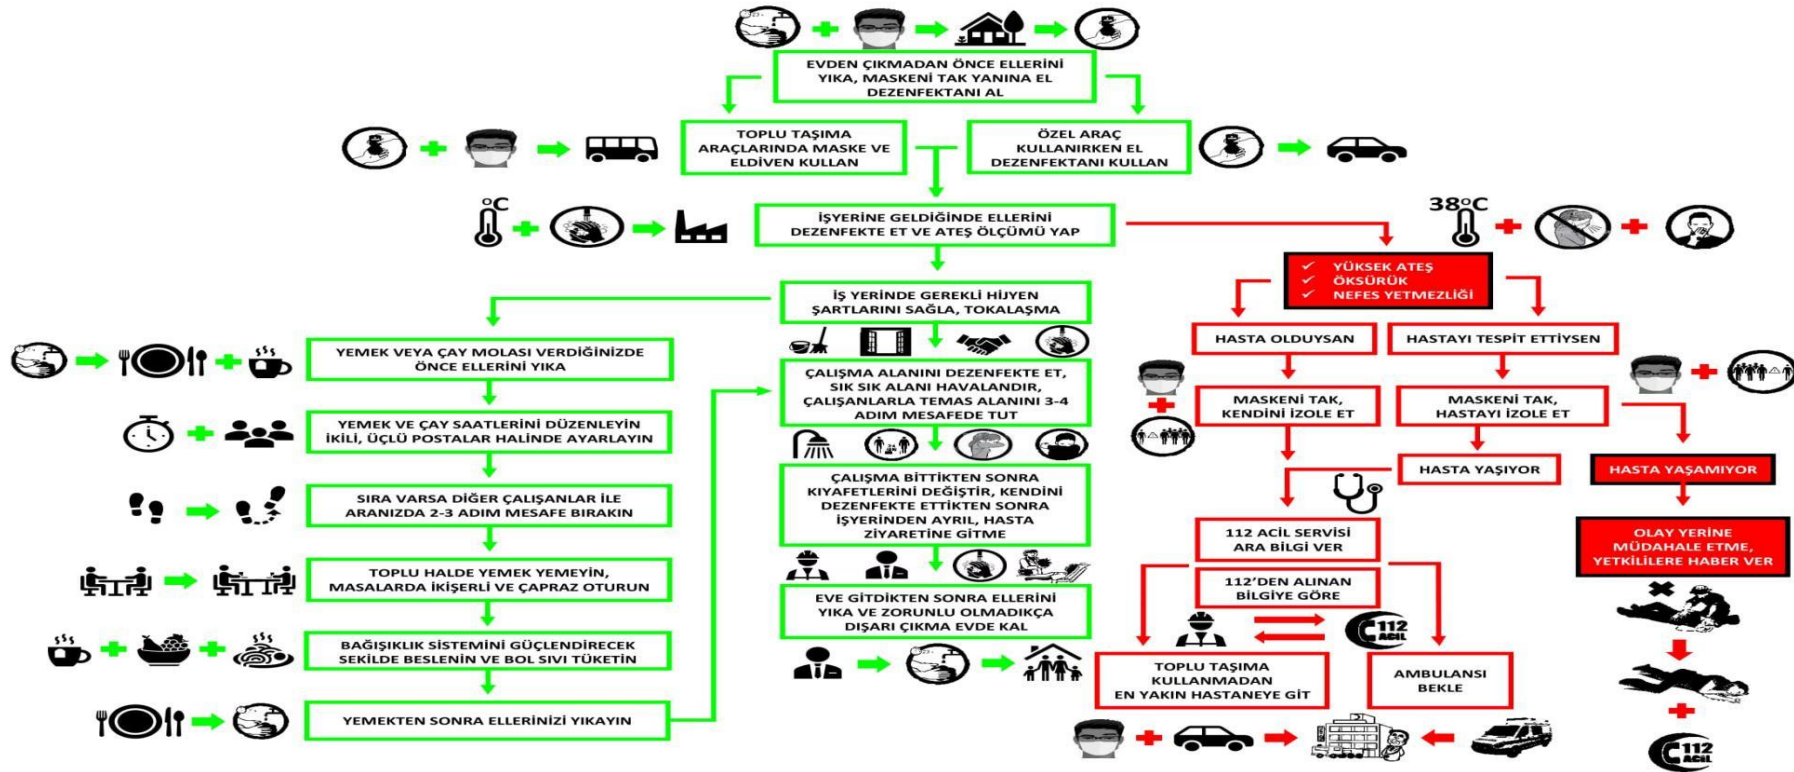 EVDEN ÇIKMADAN ÖNCE ELLERİNİ
YIKA, MASKENİ TAK YANINA EL
DEZENFEKTANI AL
TOPLU TAŞIMA
ARAÇLARINDA MASKE VE
ELDİVEN KULLAN
ÖZEL ARAÇ
KULLANIRKEN EL
DEZENFEKTANI KULLAN
°C
İŞYERİNE GELDİĞİNDE ELLERİNİ
DEZENFEKTE ET VE ATEŞ ÖLÇÜMÜ YAP
38°C
✓ YÜKSEK ATEŞ
✓ ÖKSÜRÜK
✓ NEFES YETMEZLİĞİ
İŞ YERİNDE GEREKLİ HİJYEN
ŞARTLARINI SAĞLA, TOKALAŞMA
YEMEK VEYA ÇAY MOLASI VERDİĞİNİZDE
ÖNCE ELLERİNİ YIKA
YEMEK VE ÇAY SAATLERİNİ DÜZENLEYİN
İKİLİ, ÜÇLÜ POSTALAR HALİNDE AYARLAYIN
SIRA VARSA DİĞER ÇALIŞANLAR İLE
ARANIZDA 2-3 ADIM MESAFE BIRAKIN
TOPLU HALDE YEMEK YEMEYİN,
MASALARDA İKİŞERLİ VE ÇAPRAZ OTURUN
BAĞIŞIKLIK SİSTEMİNİ GÜÇLENDİRECEK
SEKİLDE BESLENİN VE BOL SIVI TÜKETİN
YEMEKTEN SONRA ELLERİNİZİ YIKAYIN
ÇALIŞMA ALANINI DEZENFEKTE ET,
SIK SIK ALANI HAVALANDIR,
ÇALIŞANLARLA TEMAS ALANINI 3-4
ADIM MESAFEDE TUT
ÇALIŞMA BİTTİKTEN SONRA
KIYAFETLERİNİ DEĞİŞTİR, KENDİNİ
DEZENFEKTE ETTİKTEN SONRA
İŞYERİNDEN AYRIL, HASTA
ZİYARETİNE GİTME
EVE GİTDİKTEN SONRA ELLERİNİ
YIKA VE ZORUNLU OLMADIKÇA
DIŞARI ÇIKMA EVDE KAL
HASTA OLDUYSAN
HASTAYI TESPİT ETTİYSEN
MASKENİ TAK,
KENDİNİ İZOLE ET
MASKENİ TAK,
HASTAYI İZOLE ET
HASTA YAŞIYOR
HASTA YAŞAMIYOR
112 ACİL SERVİSİ
ARA BİLGİ VER
112'DEN ALINAN
BİLGİYE GÖRE
112
ACİL
TOPLU TAŞIMA
KULLANMADAN
EN YAKIN HASTANEYE GİT
AMBULANSI
BEKLE
OLAY YERİNE
MÜDAHALE ETME,
YETKİLİLERE HABER VER
112
ACİL